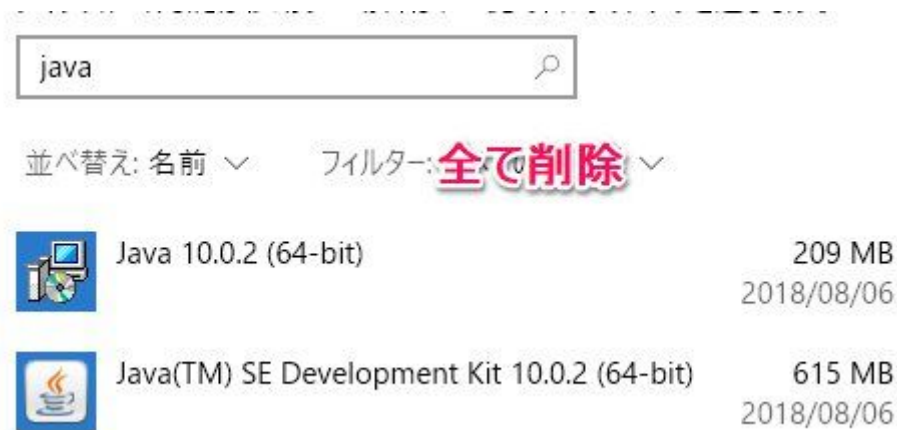 java
並べ替え: 名前 フィルター: 全て削除
Java 10.0.2 (64-bit) 209 MB
2018/08/06
Java(TM) SE Development Kit 10.0.2 (64-bit) 615 MB
2018/08/06